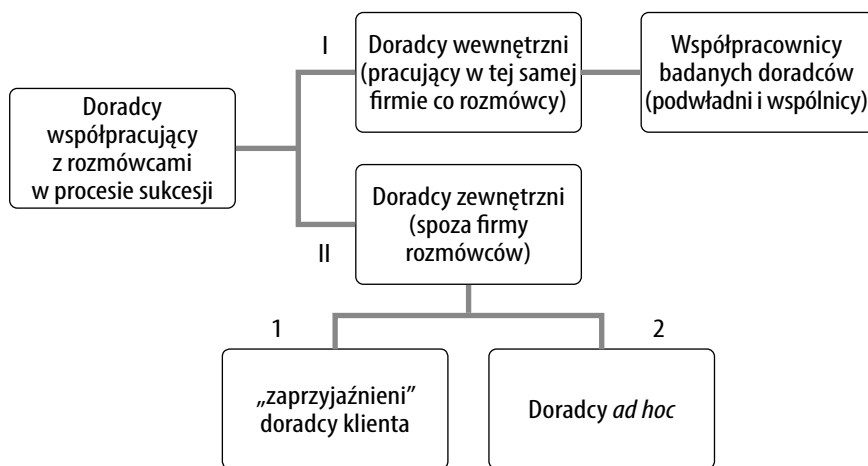 Doradcy
współpracujący
z rozmówcami
w procesie sukcesji
I
Doradcy wewnętrzni
(pracujący w tej samej
firmie co rozmówcy)
Współpracownicy
badanych doradców
(podwładni i wspólnicy)
II
Doradcy zewnętrzni
(spoza firmy
rozmówców)
1
„zaprzyjaźnieni”
doradcy klienta
2
Doradcy ad hoc